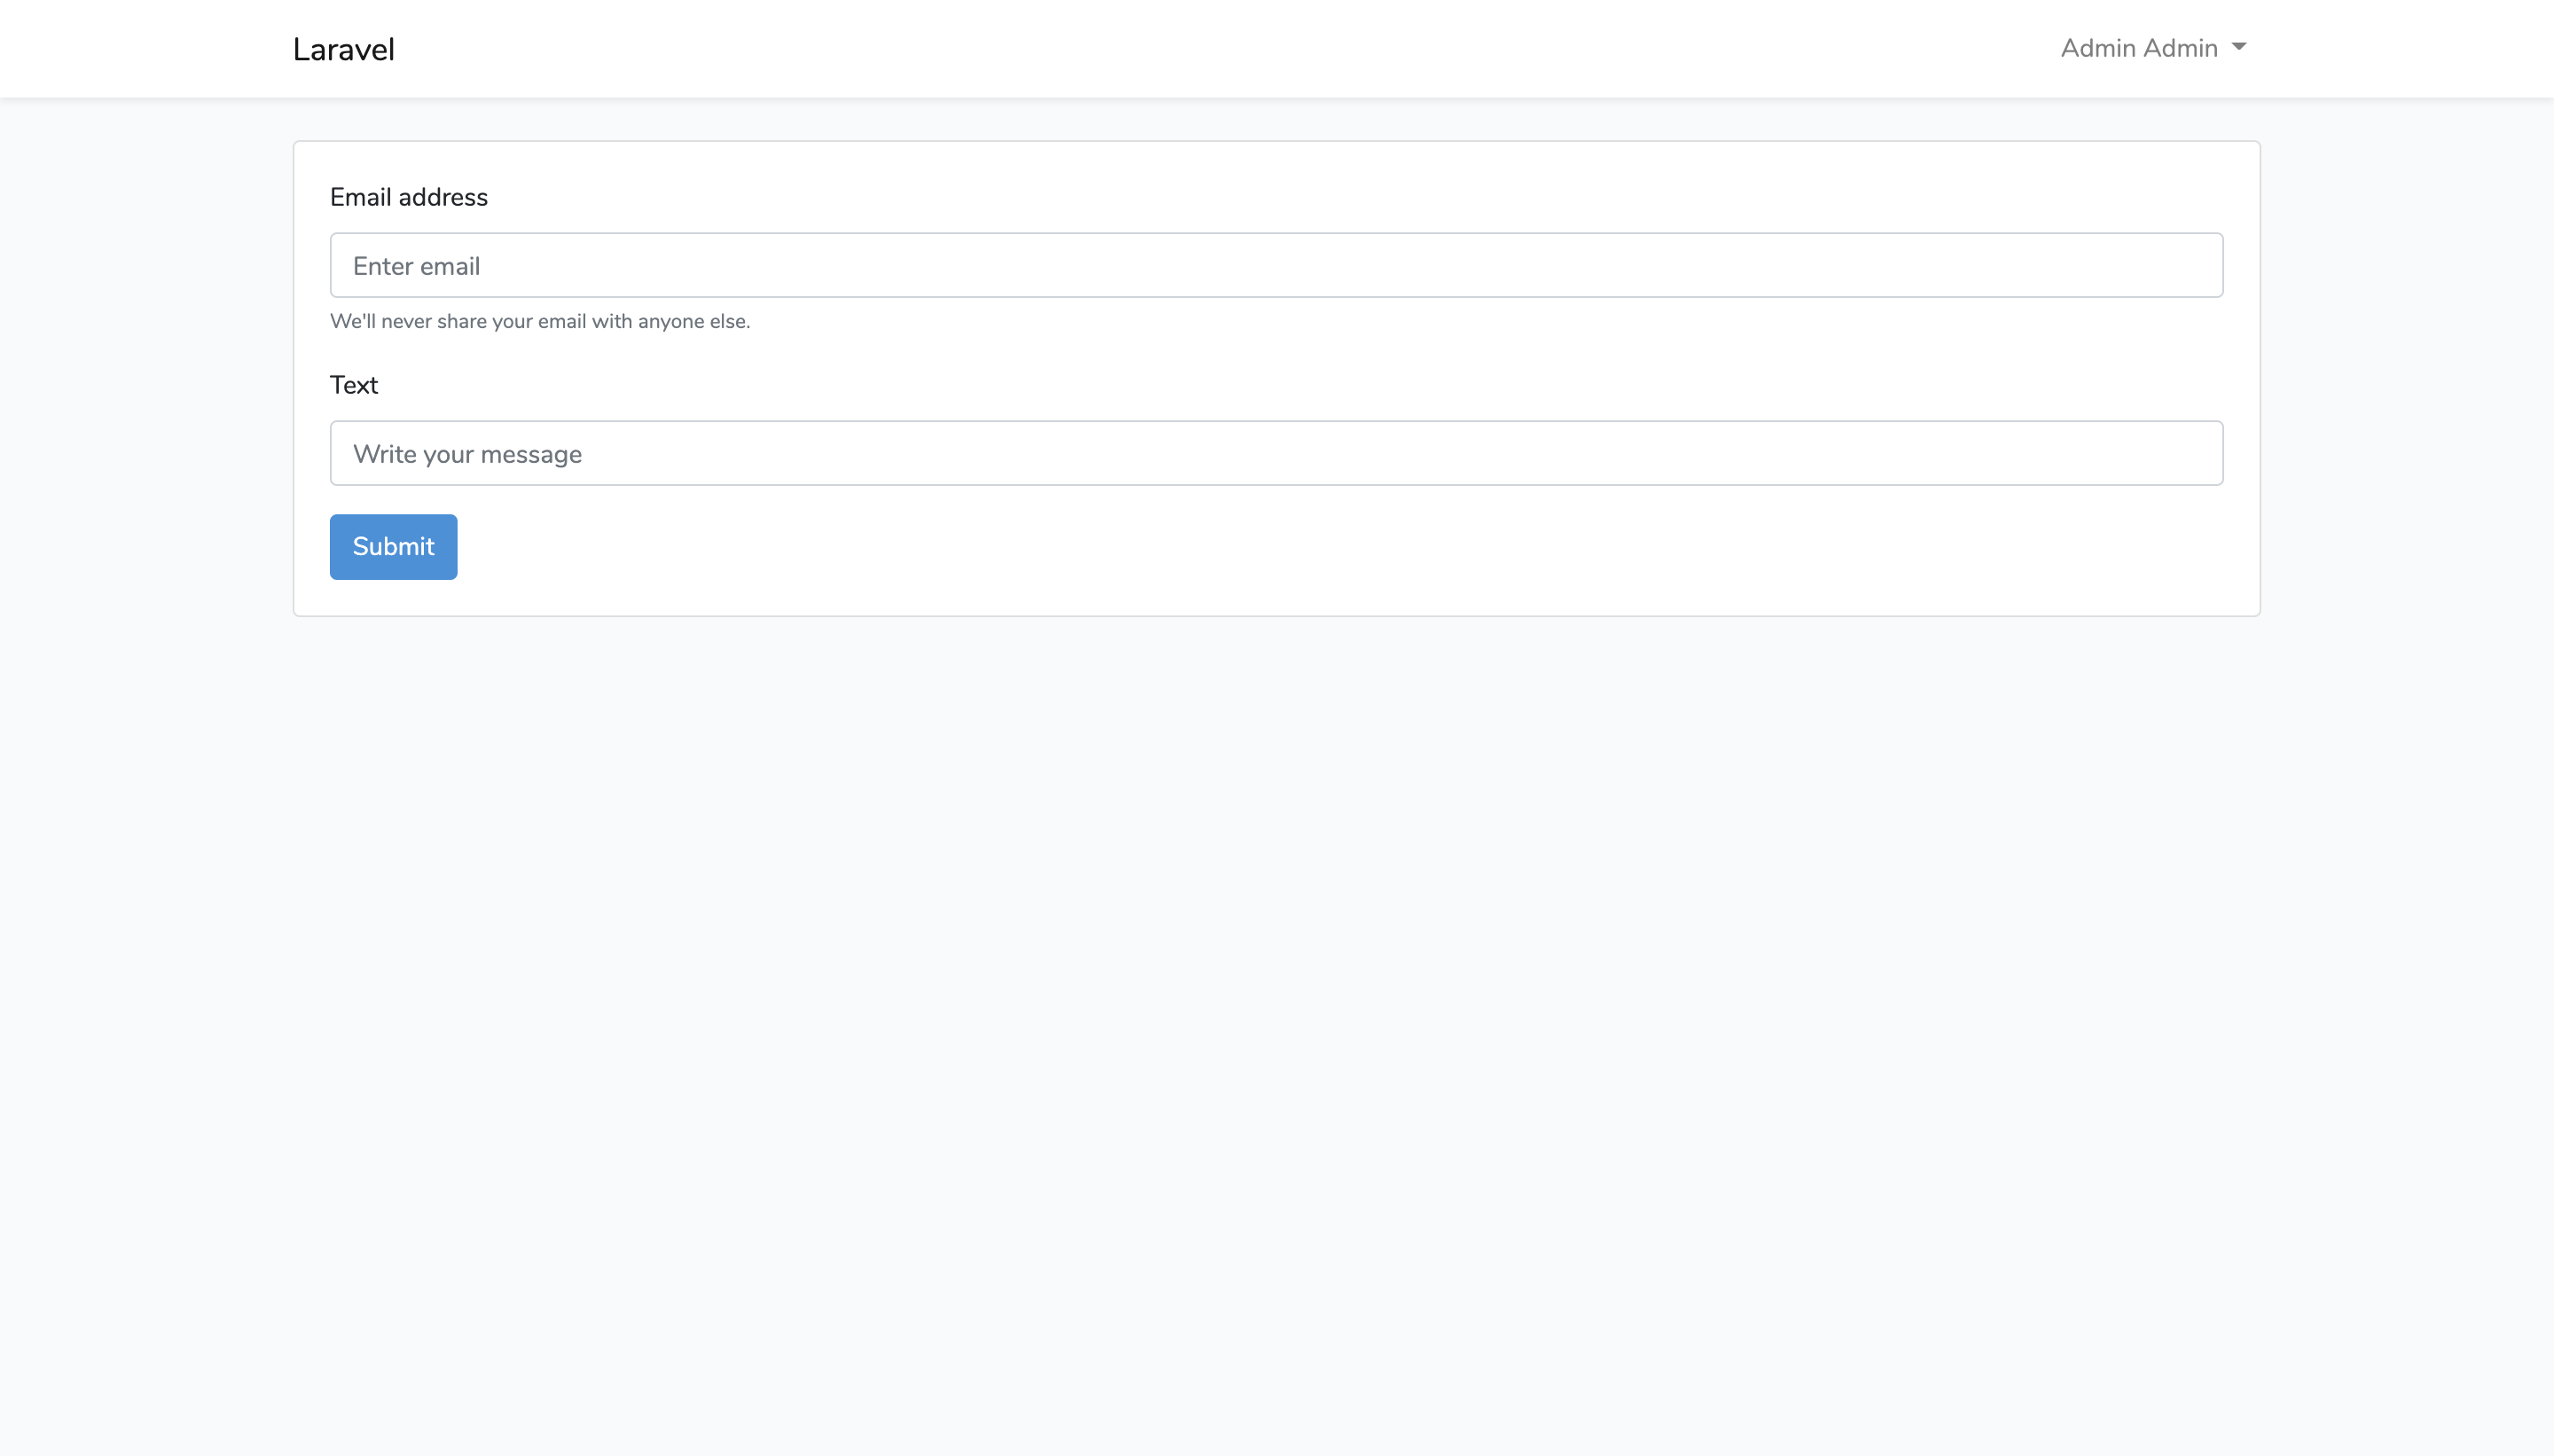 Laravel
Admin Admin
Email address
Enter email
We'll never share your email with anyone else.
Text
Write your message
Submit